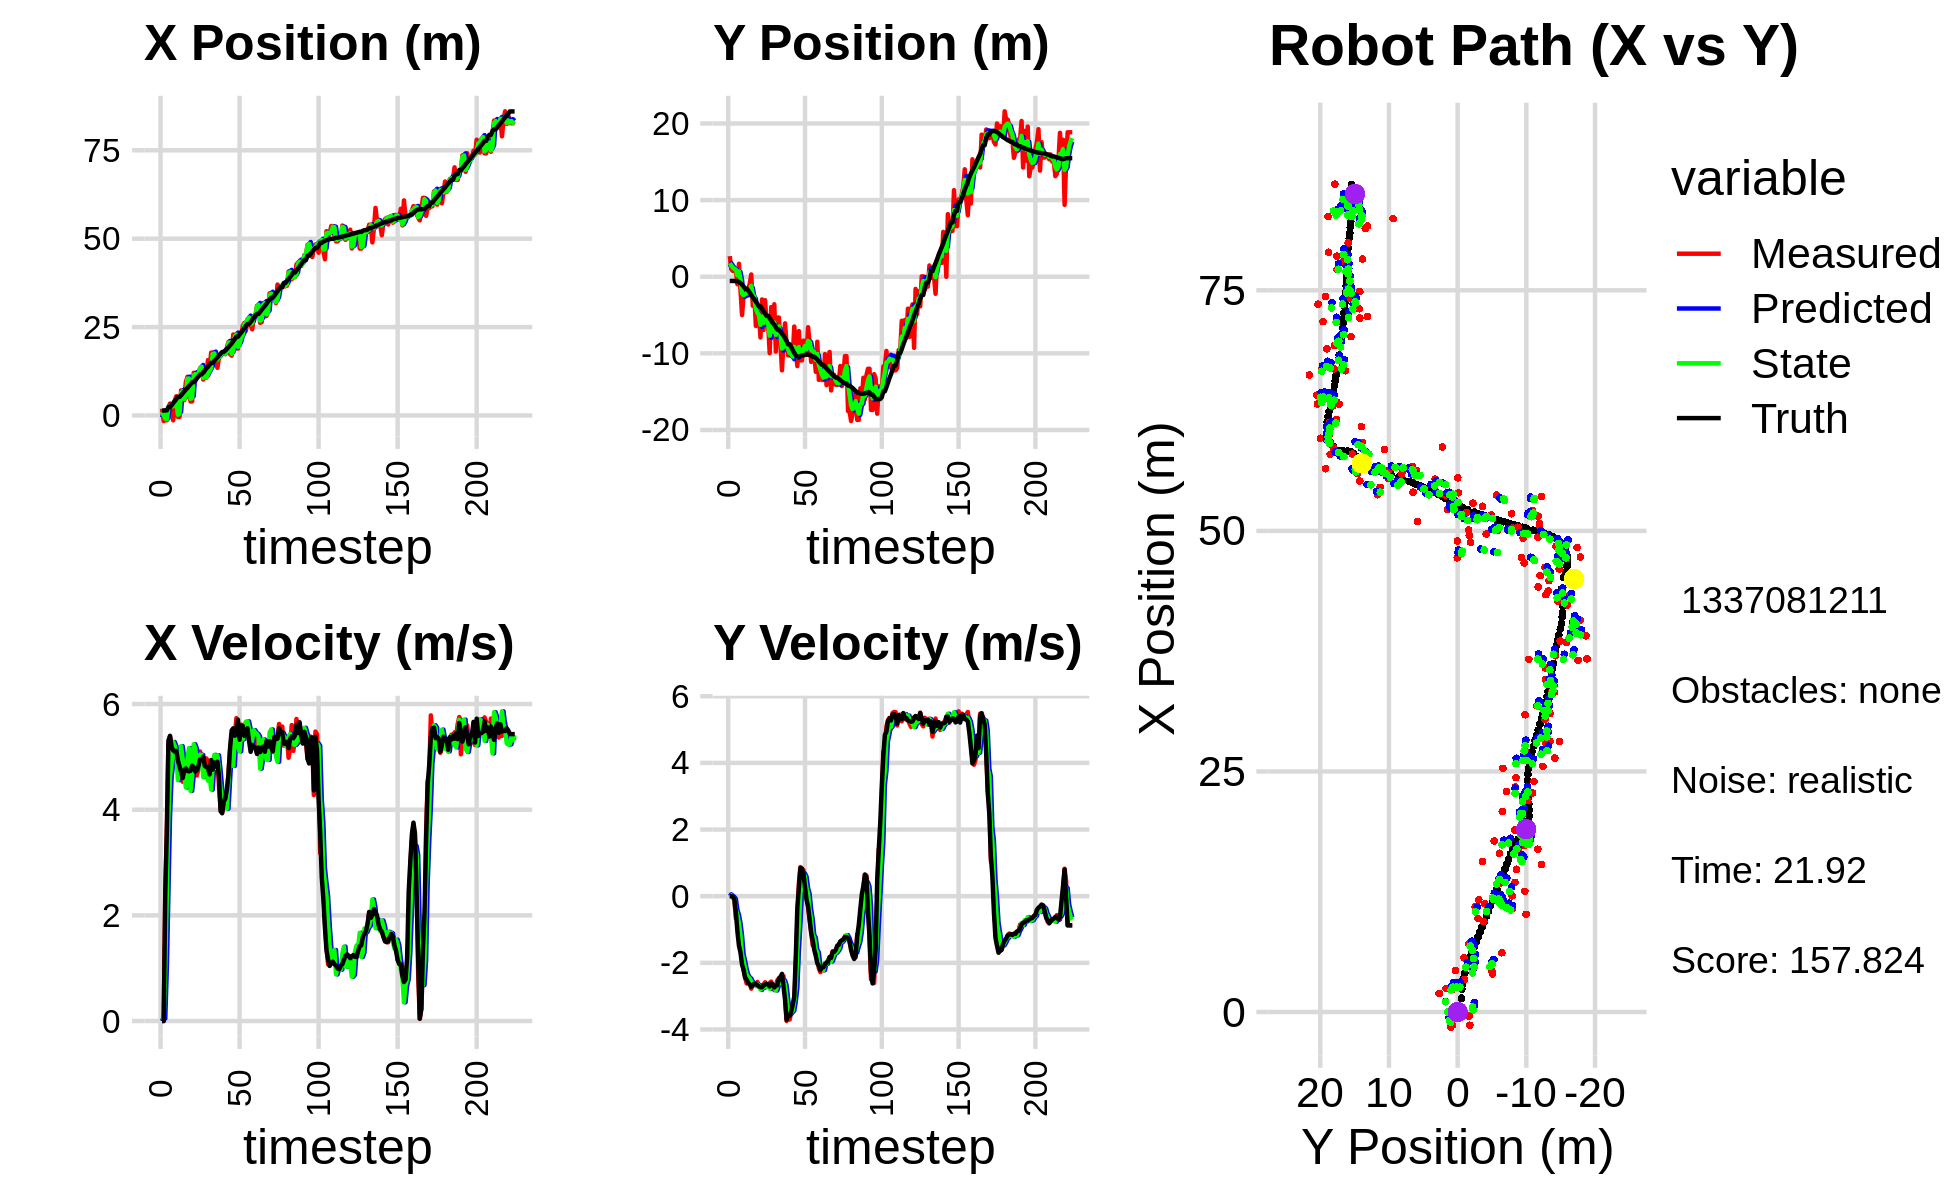 X Position (m)
75
50
25
0
0 50 100 150 200
timestep
Y Position (m)
20
10
0
-10
-20
0 50 100 150 200
timestep
X Velocity (m/s)
6
4
2
0
0 50 100 150 200
timestep
Y Velocity (m/s)
6
4
2
0
-2
-4
0 50 100 150 200
timestep
Robot Path (X vs Y)
X Position (m)
75
50
25
0
20 10 0 -10 -20
Y Position (m)
variable
Measured
Predicted
State
Truth
1337081211
Obstacles: none
Noise: realistic
Time: 21.92
Score: 157.824